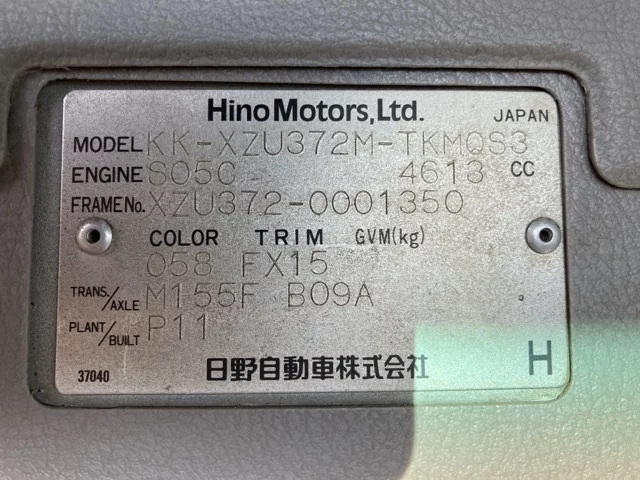 Hino Motors, Ltd.
JAPAN
MODEL KK-XZU372M-TKMQS3
ENGINE S05C 4613 CC
FRAME No. XZU372-0001350
COLOR TRIM GVM(kg)
058 FX15
TRANS./AXLE M155F B09A
PLANT/BUILT P11
37040 日野自動車株式会社 H